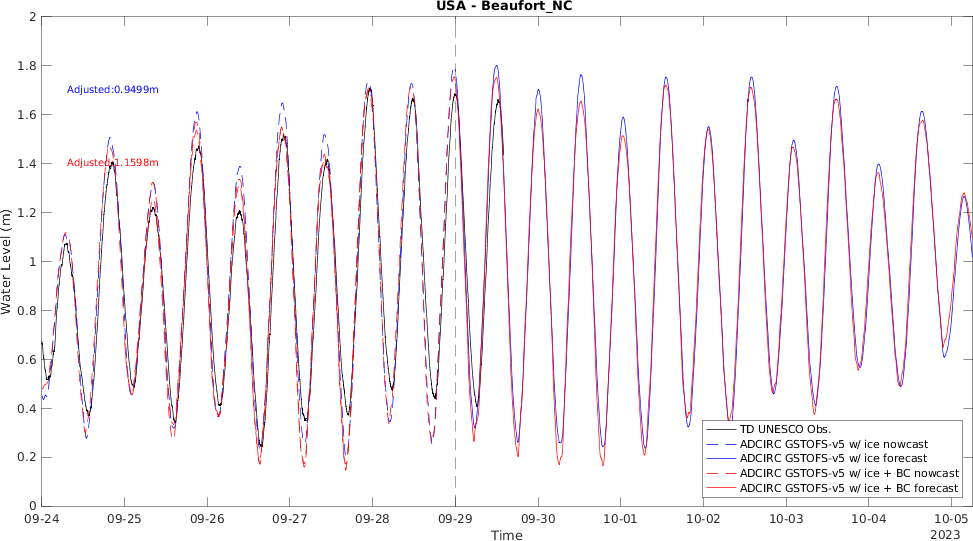 USA - Beaufort_NC
2
1.8
1.6
1.4
1.2
1
0.8
0.6
0.4
0.2
0
Water Level (m)
Adjusted:0.9499m
Adjusted:1.1598m
TD UNESCO Obs.
ADCIRC GSTOFS-v5 w/ ice nowcast
ADCIRC GSTOFS-v5 w/ ice forecast
ADCIRC GSTOFS-v5 w/ ice + BC nowcast
ADCIRC GSTOFS-v5 w/ ice + BC forecast
09-24 09-25 09-26 09-27 09-28 09-29 09-30 10-01 10-02 10-03 10-04 10-05
Time
2023